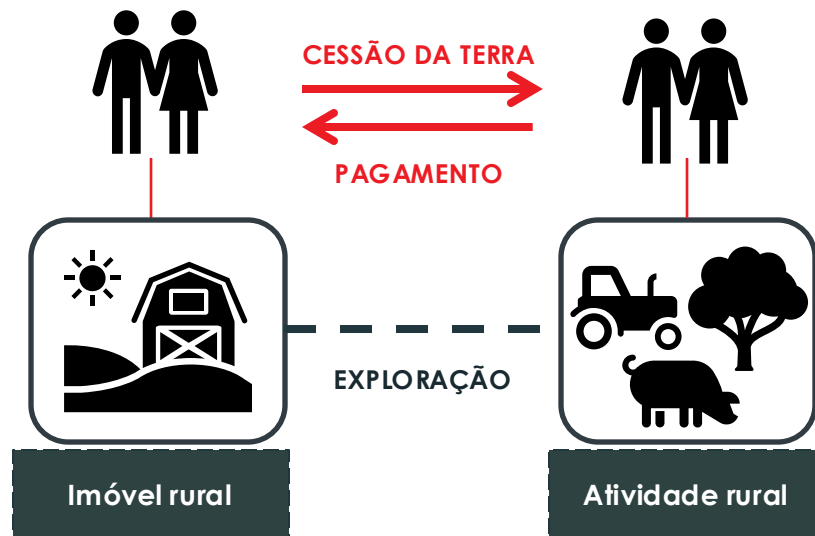 CESSÃO DA TERRA
PAGAMENTO
EXPLORAÇÃO
Imóvel rural
Atividade rural